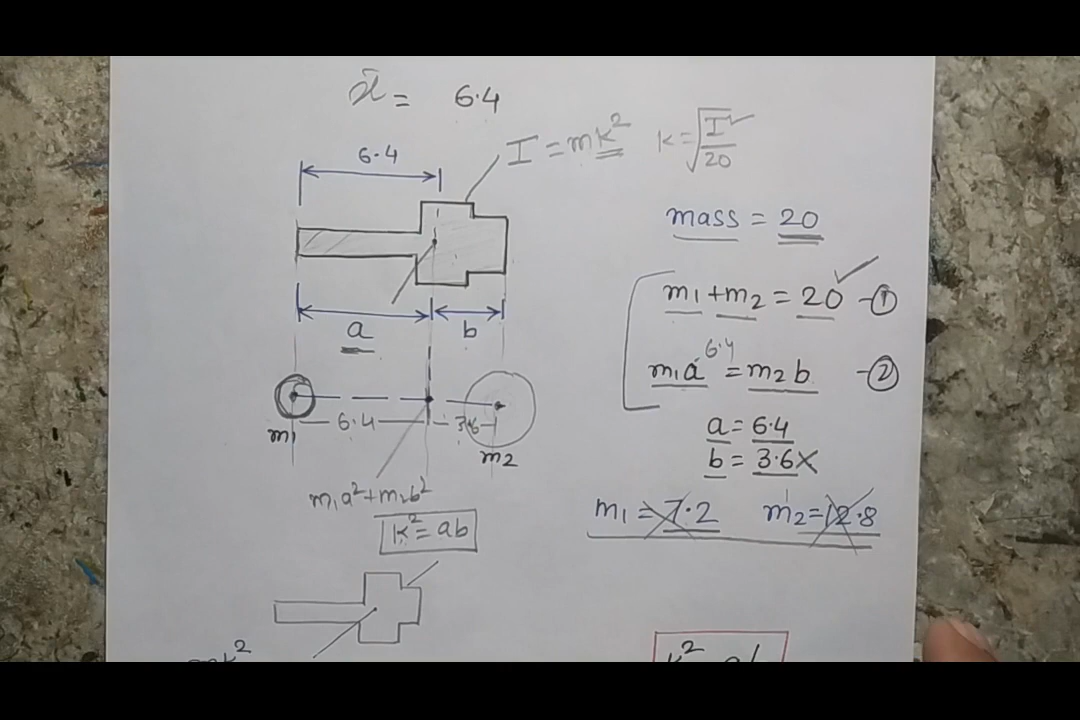 x̄ = 6.4
6.4
I = mk² k = √I/20
mass = 20
m₁ + m₂ = 20 -①
6.4
m₁a = m₂b -②
a b
a = 6.4
b = 3.6 X
6.4 3.6
m₁ m₂
m₁a² + m₂b²
m₁ = 7.2 m₂ = 12.8
k² = ab
mk²